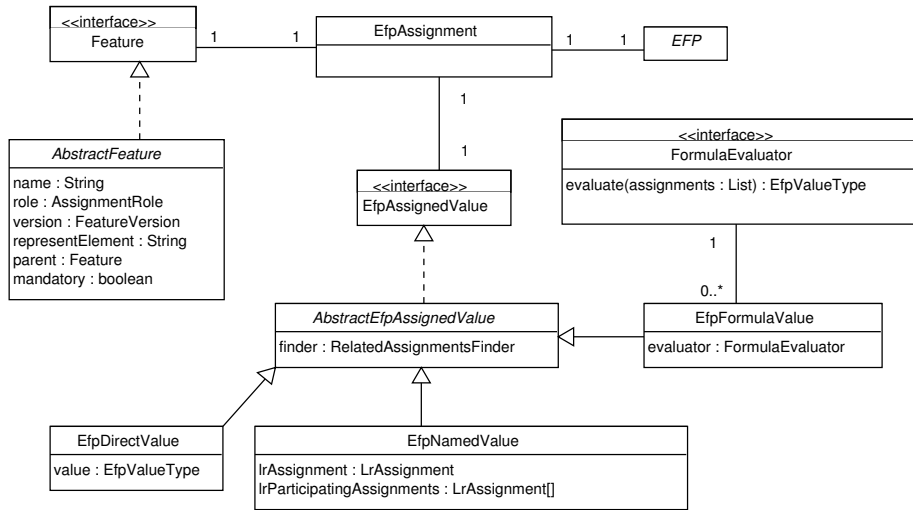 <<interface>>
Feature
1
1
EfpAssignment
1
1
EFP
1
1
AbstractFeature
name : String
role : AssignmentRole
version : FeatureVersion
representElement : String
parent : Feature
mandatory : boolean
<<interface>>
EfpAssignedValue
<<interface>>
FormulaEvaluator
evaluate(assignments : List) : EfpValueType
1
0..*
AbstractEfpAssignedValue
finder : RelatedAssignmentsFinder
EfpFormulaValue
evaluator : FormulaEvaluator
EfpDirectValue
value : EfpValueType
EfpNamedValue
lrAssignment : LrAssignment
lrParticipatingAssignments : LrAssignment[]